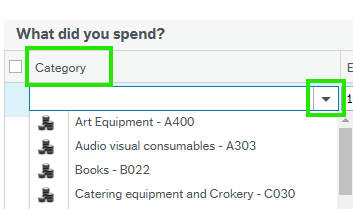 What did you spend?
Category E
1
Art Equipment - A400
Audio visual consumables - A303
Books - B022
Catering equipment and Crokery - C030